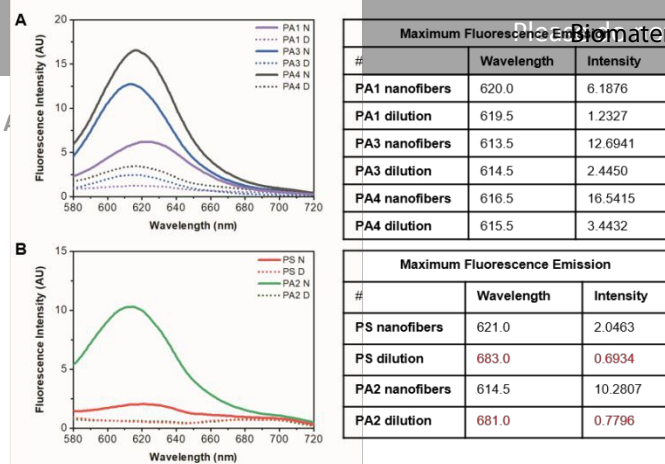 A
Fluorescence Intensity (AU)
20
15
10
5
0
PA1 N
PA1 D
PA3 N
PA3 D
PA4 N
PA4 D
580 600 620 640 660 680 700 720
Wavelength (nm)
Biomater
Maximum Fluorescence Emission
# Wavelength Intensity
PA1 nanofibers 620.0 6.1876
PA1 dilution 619.5 1.2327
PA3 nanofibers 613.5 12.6941
PA3 dilution 614.5 2.4450
PA4 nanofibers 616.5 16.5415
PA4 dilution 615.5 3.4432
B
Fluorescence Intensity (AU)
15
10
5
0
PS N
PS D
PA2 N
PA2 D
580 600 620 640 660 680 700 720
Wavelength (nm)
Maximum Fluorescence Emission
# Wavelength Intensity
PS nanofibers 621.0 2.0463
PS dilution 683.0 0.6934
PA2 nanofibers 614.5 10.2807
PA2 dilution 681.0 0.7796